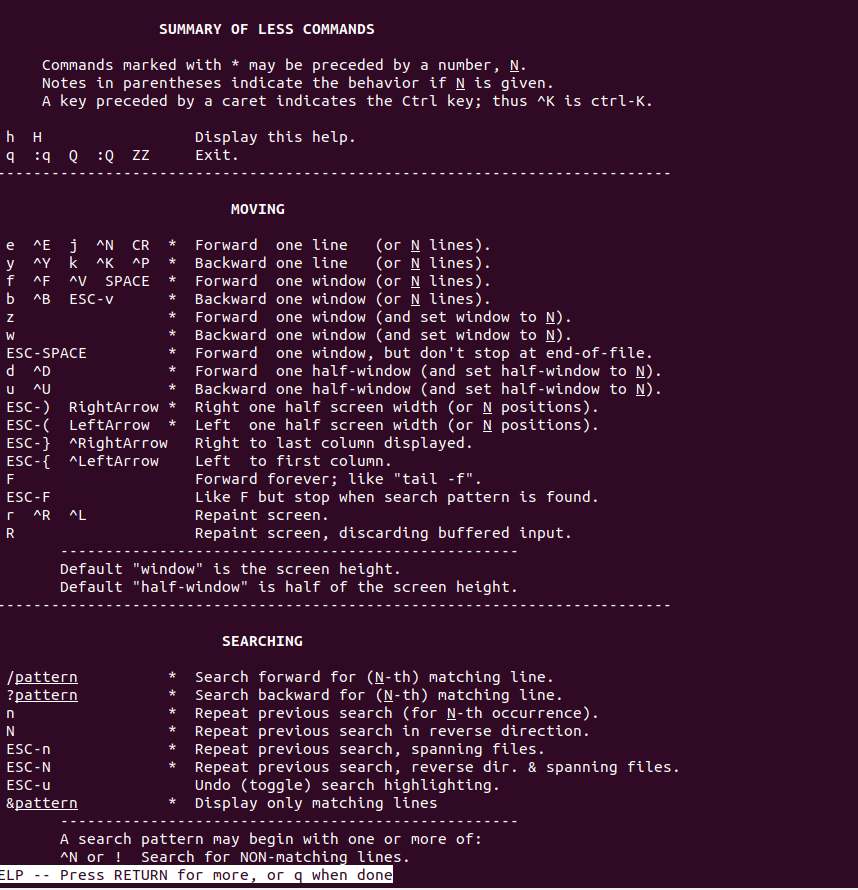 SUMMARY OF LESS COMMANDS
Commands marked with * may be preceded by a number, N.
Notes in parentheses indicate the behavior if N is given.
A key preceded by a caret indicates the Ctrl key; thus ^K is ctrl-K.
h  H                 Display this help.
q  :q  Q  :Q  ZZ     Exit.
---------------------------------------------------------------------------
MOVING
e  ^E  j  ^N  CR  *  Forward  one line   (or N lines).
y  ^Y  k  ^K  ^P  *  Backward one line   (or N lines).
f  ^F  ^V  SPACE  *  Forward  one window (or N lines).
b  ^B  ESC-v      *  Backward one window (or N lines).
z                 *  Forward  one window (and set window to N).
w                 *  Backward one window (and set window to N).
ESC-SPACE         *  Forward  one window, but don't stop at end-of-file.
d  ^D             *  Forward  one half-window (and set half-window to N).
u  ^U             *  Backward one half-window (and set half-window to N).
ESC-)  RightArrow *  Right one half screen width (or N positions).
ESC-(  LeftArrow  *  Left  one half screen width (or N positions).
ESC-}  ^RightArrow   Right to last column displayed.
ESC-{  ^LeftArrow    Left  to first column.
F                    Forward forever; like "tail -f".
ESC-F                Like F but stop when search pattern is found.
r  ^R  ^L            Repaint screen.
R                    Repaint screen, discarding buffered input.
---------------------------------------------------
Default "window" is the screen height.
Default "half-window" is half of the screen height.
---------------------------------------------------------------------------
SEARCHING
/pattern          *  Search forward for (N-th) matching line.
?pattern          *  Search backward for (N-th) matching line.
n                 *  Repeat previous search (for N-th occurrence).
N                 *  Repeat previous search in reverse direction.
ESC-n             *  Repeat previous search, spanning files.
ESC-N             *  Repeat previous search, reverse dir. & spanning files.
ESC-u                Undo (toggle) search highlighting.
&pattern          *  Display only matching lines
---------------------------------------------------
A search pattern may begin with one or more of:
^N or !  Search for NON-matching lines.
ELP -- Press RETURN for more, or q when done